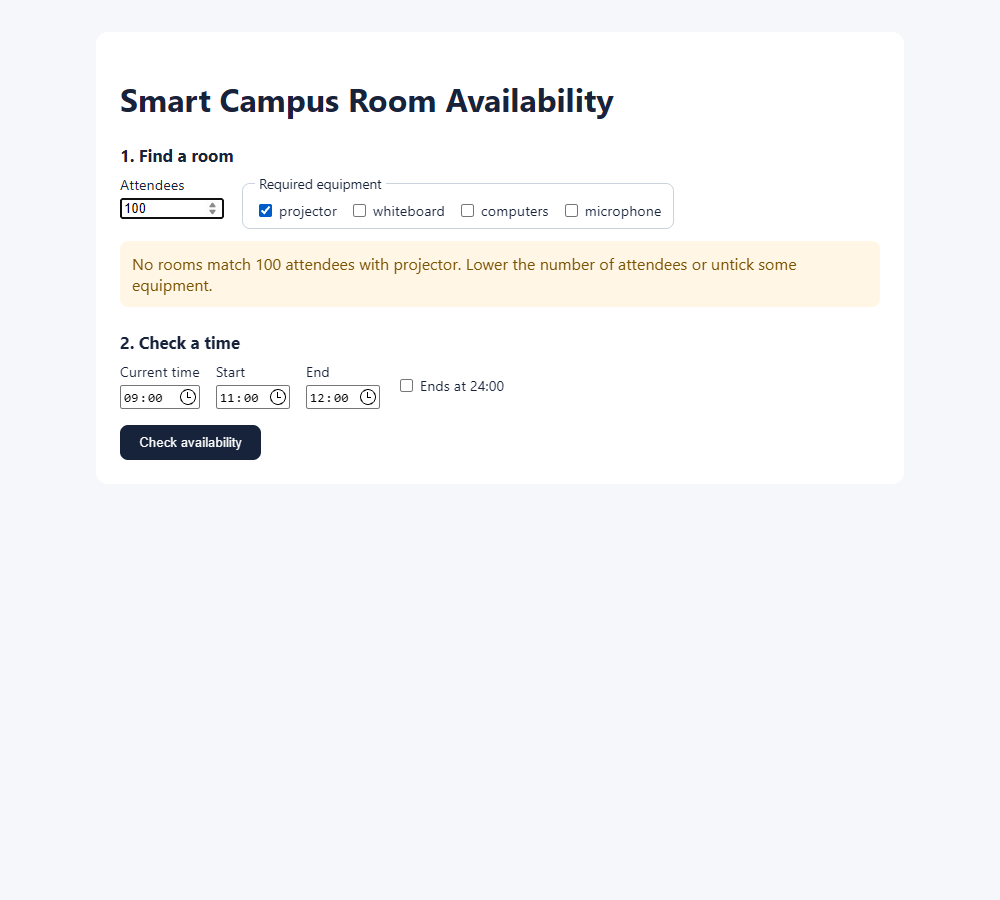 Smart Campus Room Availability
1. Find a room
Attendees
100
Required equipment
projector whiteboard computers microphone
No rooms match 100 attendees with projector. Lower the number of attendees or untick some
equipment.
2. Check a time
Current time Start End
09:00 11:00 12:00 Ends at 24:00
Check availability